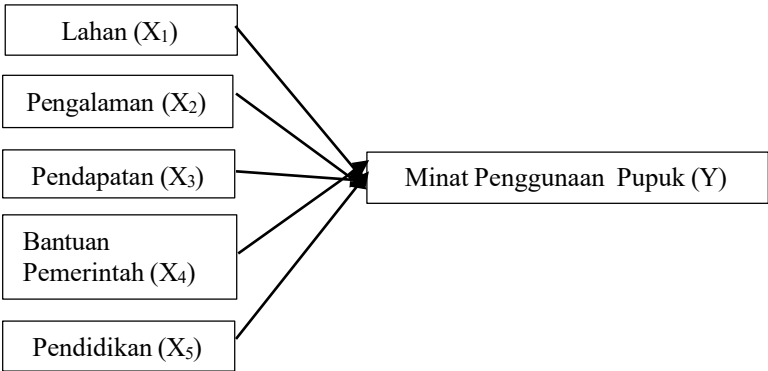 Lahan (X₁)
Pengalaman (X₂)
Pendapatan (X₃)
Minat Penggunaan Pupuk (Y)
Bantuan
Pemerintah (X₄)
Pendidikan (X₅)